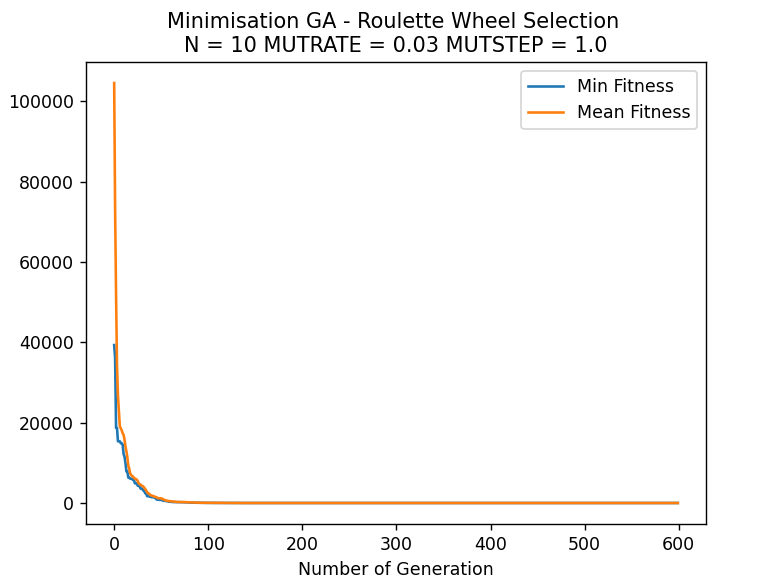 Minimisation GA - Roulette Wheel Selection
N = 10 MUTRATE = 0.03 MUTSTEP = 1.0
Min Fitness
Mean Fitness
100000
80000
60000
40000
20000
0
0 100 200 300 400 500 600
Number of Generation